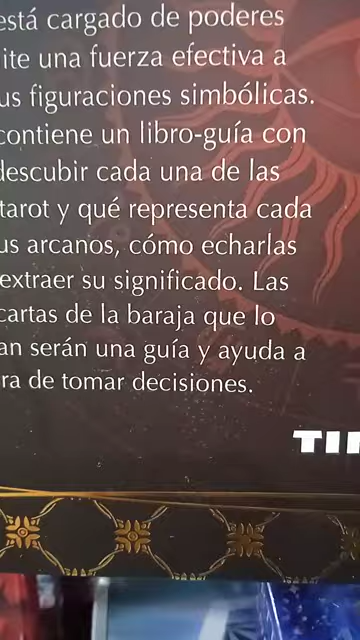 está cargado de poderes
ite una fuerza efectiva a
us figuraciones simbólicas.
contiene un libro-guía con
descubir cada una de las
tarot y qué representa cada
us arcanos, cómo echarlas
extraer su significado. Las
cartas de la baraja que lo
an serán una guía y ayuda a
ra de tomar decisiones.
TI